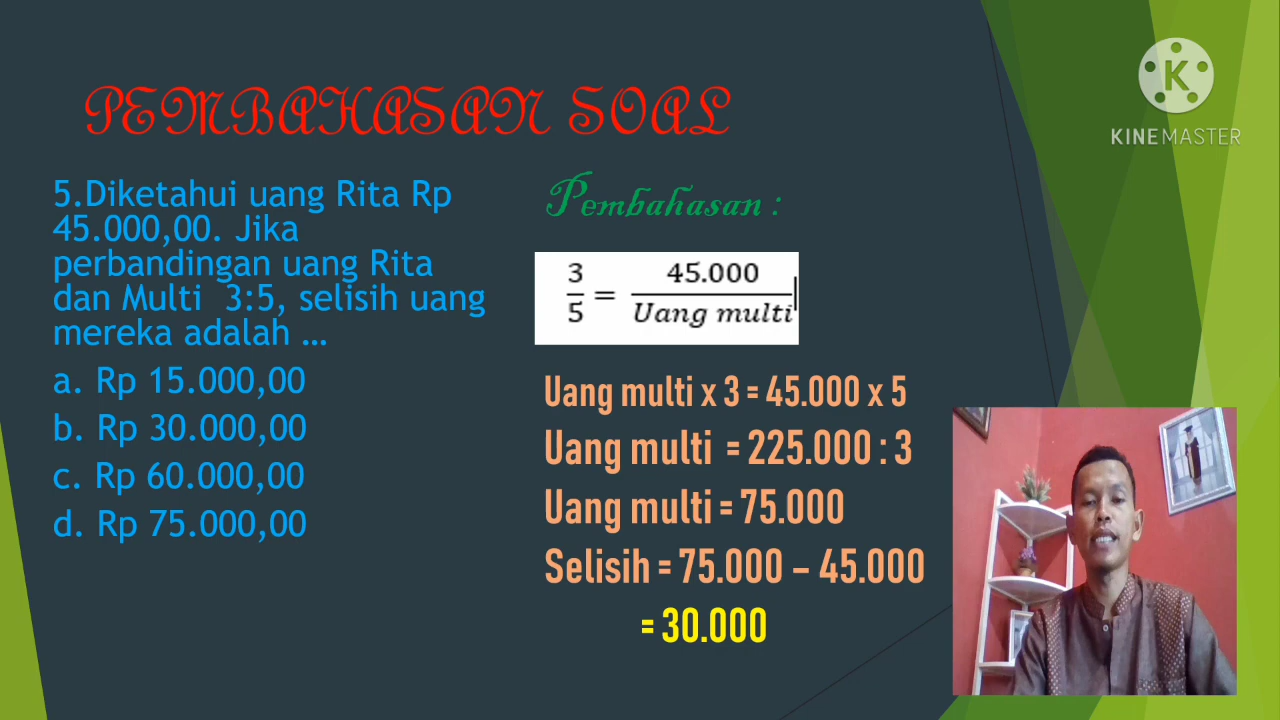 PEMBAHASAN SOAL
KINEMASTER
5.Diketahui uang Rita Rp
45.000,00. Jika
perbandingan uang Rita
dan Multi 3:5, selisih uang
mereka adalah …
a. Rp 15.000,00
b. Rp 30.000,00
c. Rp 60.000,00
d. Rp 75.000,00
Pembahasan :
3/5 = 45.000/Uang multi
Uang multi x 3 = 45.000 x 5
Uang multi = 225.000 : 3
Uang multi = 75.000
Selisih = 75.000 – 45.000
= 30.000